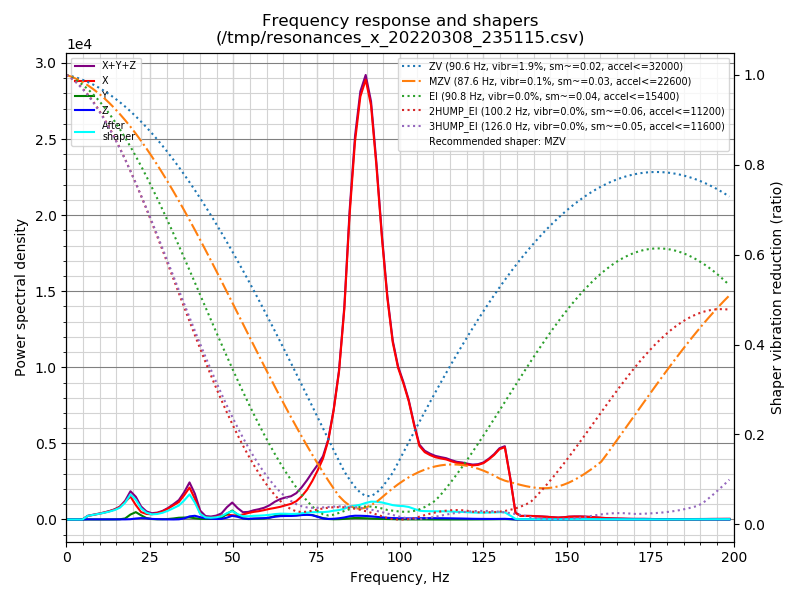 Frequency response and shapers
(/tmp/resonances_x_20220308_235115.csv)
1e4
X+Y+Z
X
Y
Z
After
shaper
ZV (90.6 Hz, vibr=1.9%, sm~=0.02, accel<=32000)
MZV (87.6 Hz, vibr=0.1%, sm~=0.03, accel<=22600)
EI (90.8 Hz, vibr=0.0%, sm~=0.04, accel<=15400)
2HUMP_EI (100.2 Hz, vibr=0.0%, sm~=0.06, accel<=11200)
3HUMP_EI (126.0 Hz, vibr=0.0%, sm~=0.05, accel<=11600)
Recommended shaper: MZV
Power spectral density
3.0
2.5
2.0
1.5
1.0
0.5
0.0
Shaper vibration reduction (ratio)
1.0
0.8
0.6
0.4
0.2
0.0
0 25 50 75 100 125 150 175 200
Frequency, Hz